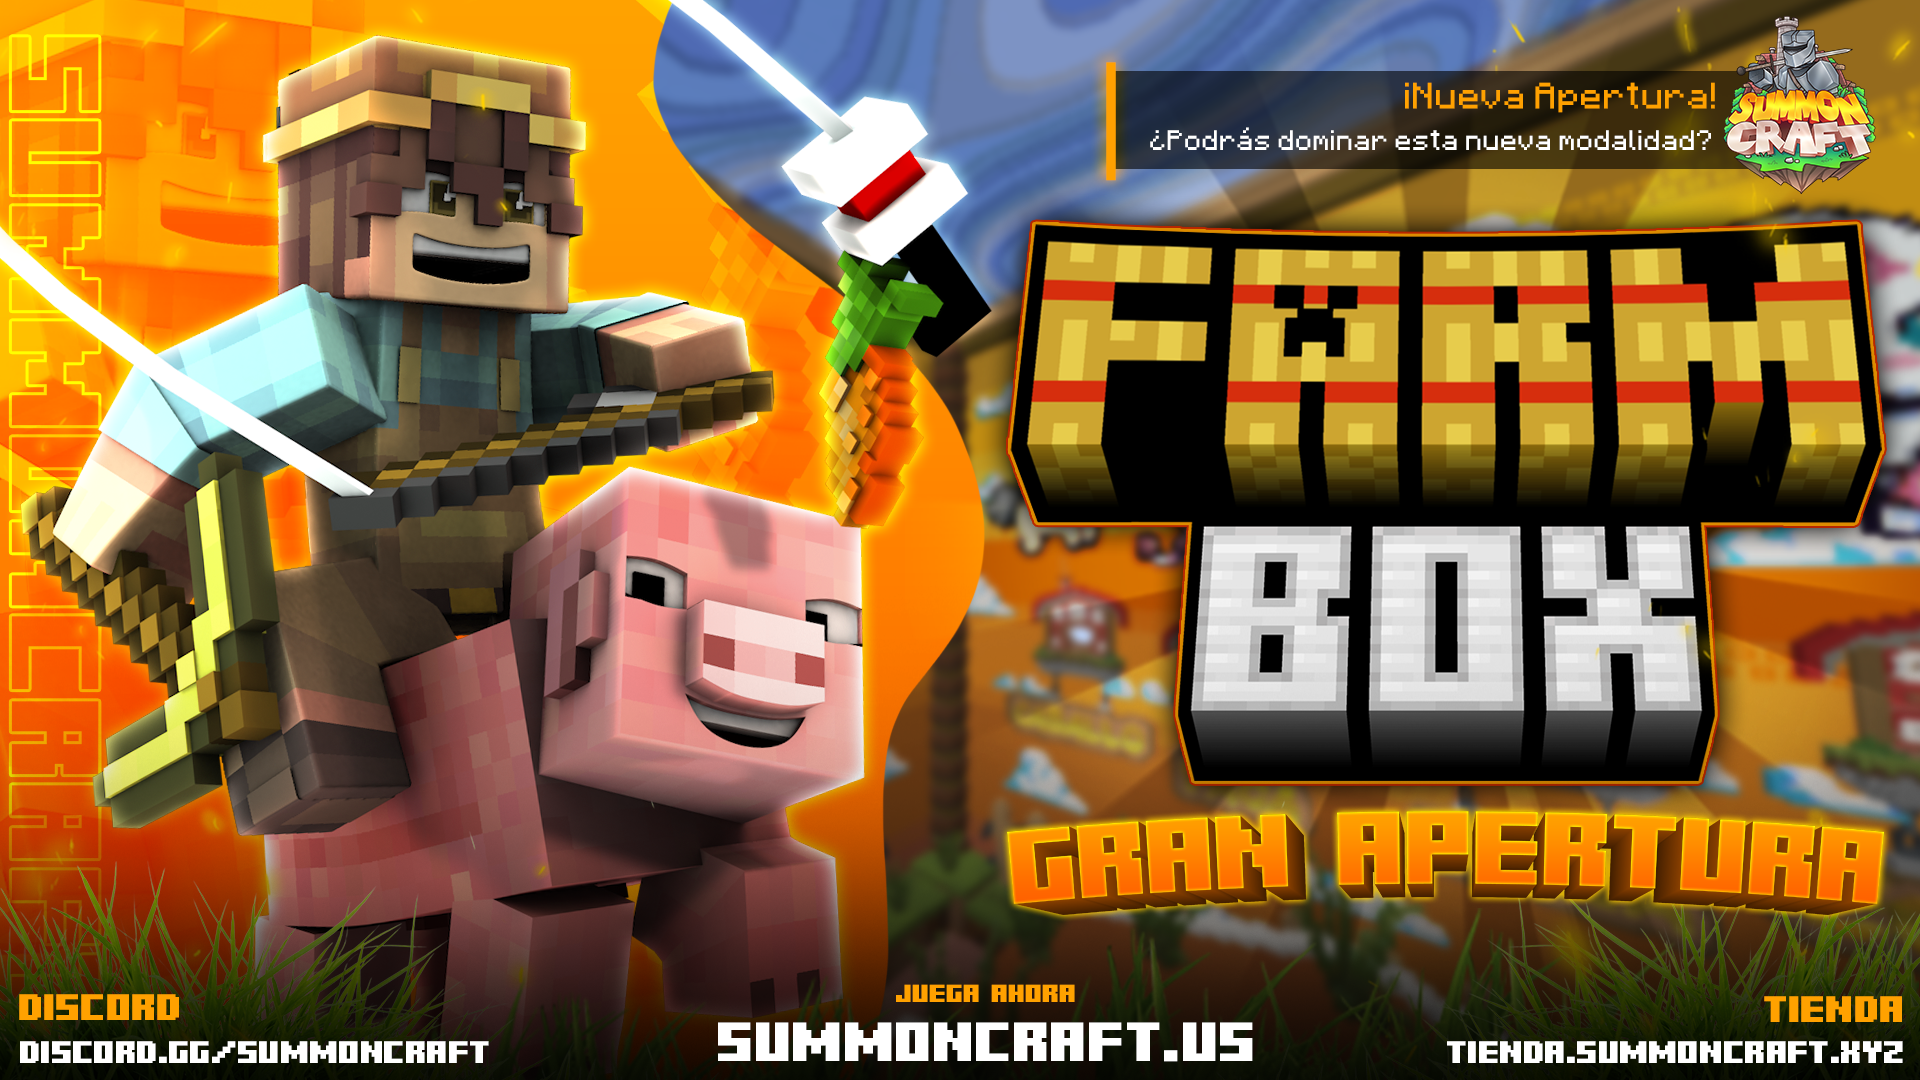 SUMMONCRAFT
¡Nueva Apertura!
¿Podrás dominar esta nueva modalidad?
SUMMON
CRAFT
FARM
BOX
GRAN APERTURA
DISCORD
DISCORD.GG/SUMMONCRAFT
JUEGA AHORA
SUMMONCRAFT.US
TIENDA
TIENDA.SUMMONCRAFT.XYZ